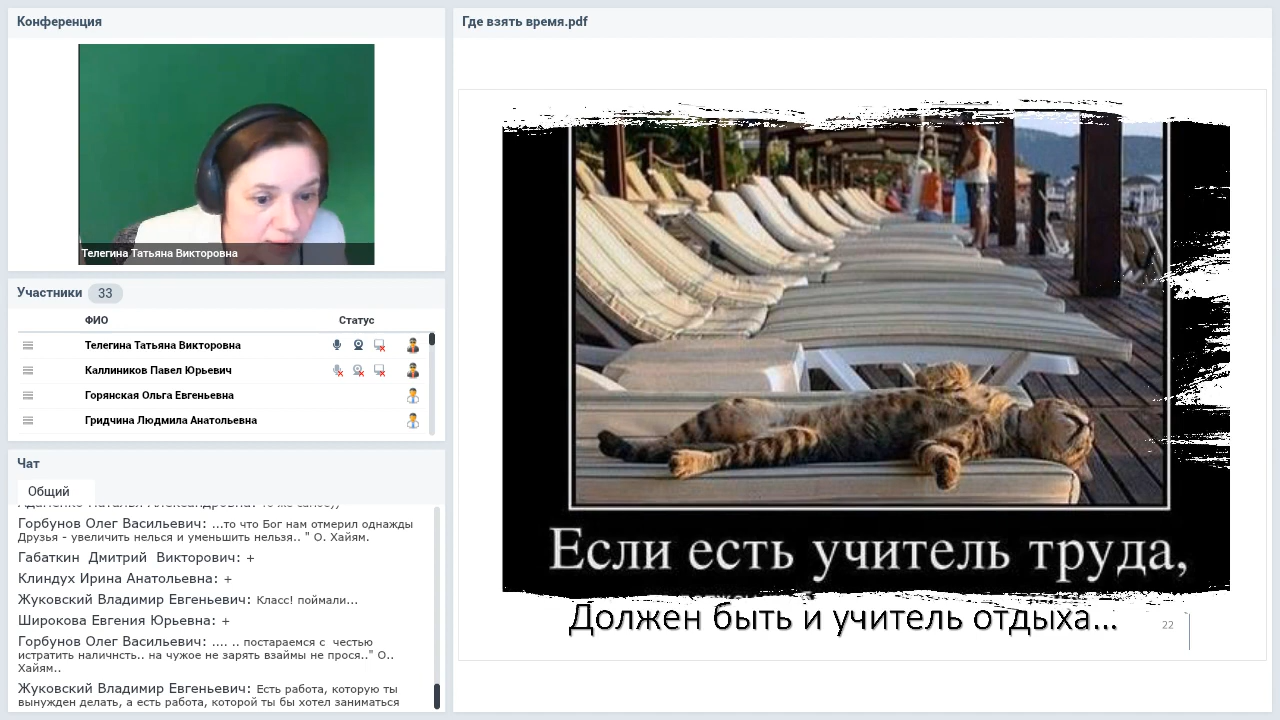 Конференция
Телегина Татьяна Викторовна
Участники 33
ФИО Статус
Телегина Татьяна Викторовна
Каллиников Павел Юрьевич
Горянская Ольга Евгеньевна
Гридчина Людмила Анатольевна
Чат
Общий
Горбунов Олег Васильевич: ...то что Бог нам отмерил однажды
Друзья - увеличить нелься и уменьшить нельзя.. " О. Хайям.
Габаткин Дмитрий Викторович: +
Клиндух Ирина Анатольевна: +
Жуковский Владимир Евгеньевич: Класс! поймали...
Широкова Евгения Юрьевна: +
Горбунов Олег Васильевич: .... .. постараемся с честью
истратить наличнсть.. на чужое не зарять взаймы не прося.." О..
Хайям..
Жуковский Владимир Евгеньевич: Есть работа, которую ты
вынужден делать, а есть работа, которой ты бы хотел заниматься
Где взять время.pdf
Если есть учитель труда,
Должен быть и учитель отдыха...
22